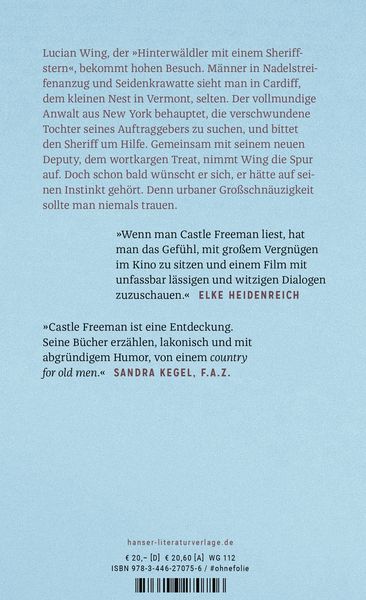 Lucian Wing, der »Hinterwäldler mit einem Sheriff-
stern«, bekommt hohen Besuch. Männer in Nadelstrei-
fenanzug und Seidenkrawatte sieht man in Cardiff,
dem kleinen Nest in Vermont, selten. Der vollmundige
Anwalt aus New York behauptet, die verschwundene
Tochter seines Auftraggebers zu suchen, und bittet
den Sheriff um Hilfe. Gemeinsam mit seinem neuen
Deputy, dem wortkargen Treat, nimmt Wing die Spur
auf. Doch schon bald wünscht er sich, er hätte auf sei-
nen Instinkt gehört. Denn urbaner Großschnäuzigkeit
sollte man niemals trauen.
»Wenn man Castle Freeman liest, hat
man das Gefühl, mit großem Vergnügen
im Kino zu sitzen und einem Film mit
unfassbar lässigen und witzigen Dialogen
zuzuschauen.« ELKE HEIDENREICH
»Castle Freeman ist eine Entdeckung.
Seine Bücher erzählen, lakonisch und mit
abgründigem Humor, von einem country
for old men.« SANDRA KEGEL, F.A.Z.
hanser-literaturverlage.de
€ 20,– [D] € 20,60 [A] WG 112
ISBN 978-3-446-27075-6 / #ohnefolie